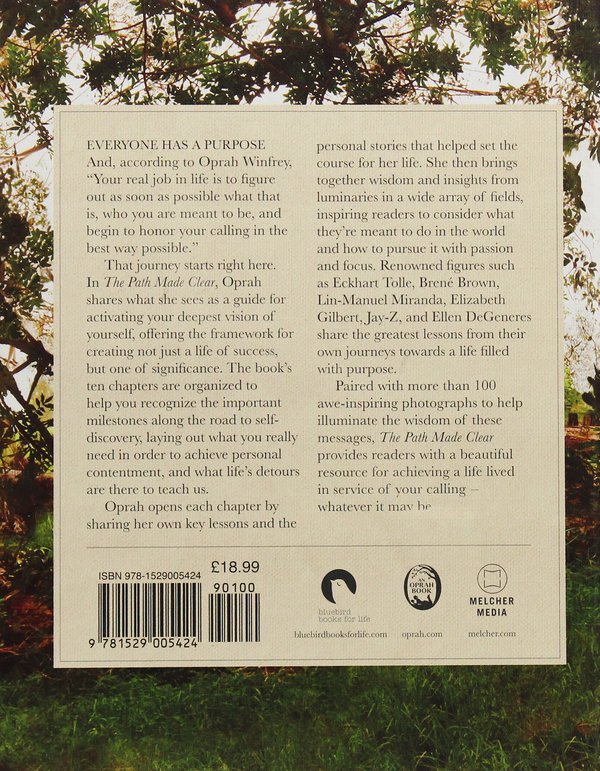 EVERYONE HAS A PURPOSE
And, according to Oprah Winfrey,
“Your real job in life is to figure
out as soon as possible what that
is, who you are meant to be, and
begin to honor your calling in the
best way possible.”
That journey starts right here.
In The Path Made Clear, Oprah
shares what she sees as a guide for
activating your deepest vision of
yourself, offering the framework for
creating not just a life of success,
but one of significance. The book’s
ten chapters are organized to
help you recognize the important
milestones along the road to self-
discovery, laying out what you really
need in order to achieve personal
contentment, and what life’s detours
are there to teach us.
Oprah opens each chapter by
sharing her own key lessons and the
personal stories that helped set the
course for her life. She then brings
together wisdom and insights from
luminaries in a wide array of fields,
inspiring readers to consider what
they’re meant to do in the world
and how to pursue it with passion
and focus. Renowned figures such
as Eckhart Tolle, Brené Brown,
Lin-Manuel Miranda, Elizabeth
Gilbert, Jay-Z, and Ellen DeGeneres
share the greatest lessons from their
own journeys towards a life filled
with purpose.
Paired with more than 100
awe-inspiring photographs to help
illuminate the wisdom of these
messages, The Path Made Clear
provides readers with a beautiful
resource for achieving a life lived
in service of your calling –
whatever it may be
ISBN 978-1529005424
£18.99
90100
9 781529 005424
bluebird
books for life
bluebirdbooksforlife.com
AN
OPRAH
BOOK
oprah.com
MELCHER
MEDIA
melcher.com